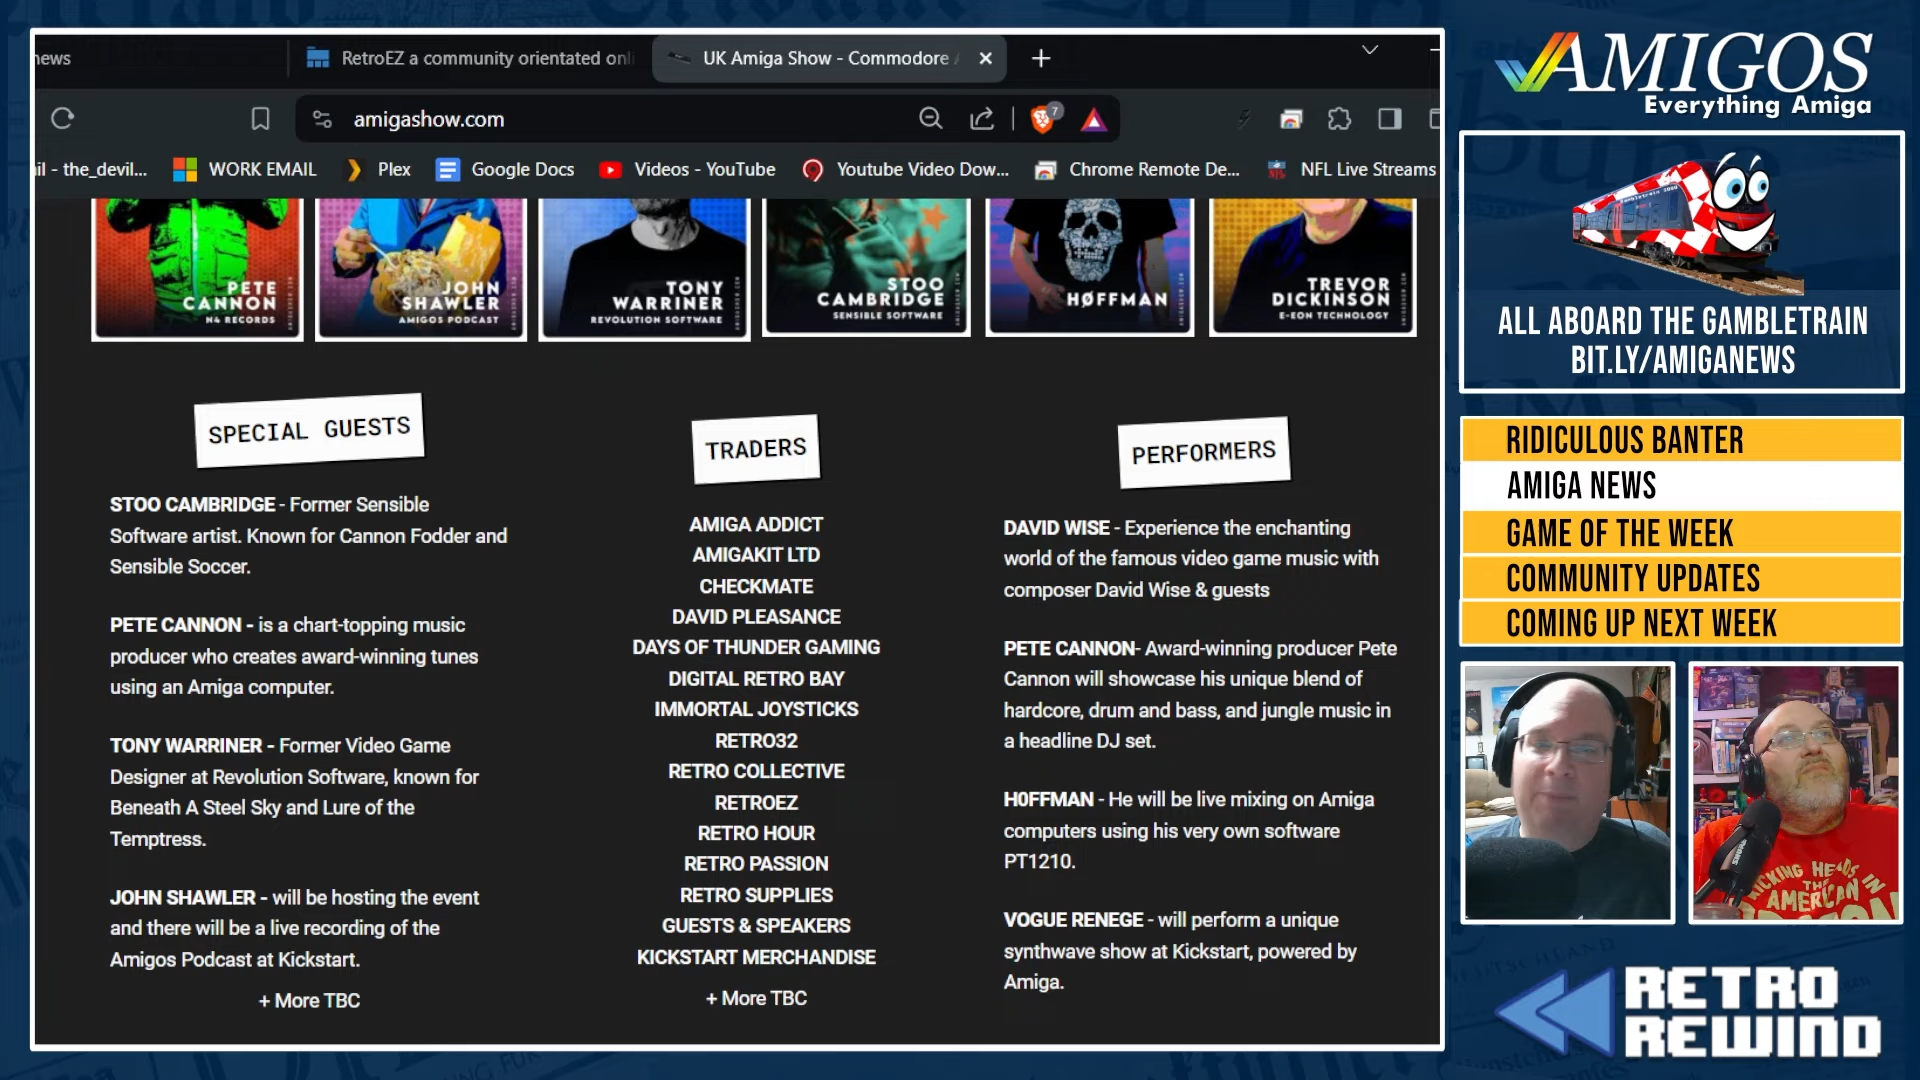 news
RetroEZ a community orientated onl
UK Amiga Show - Commodore A
amigashow.com
7
il - the_devil...
WORK EMAIL
Plex
Google Docs
Videos - YouTube
Youtube Video Dow...
Chrome Remote De...
NFL Live Streams
PETE
CANNON
N4 RECORDS
JOHN
SHAWLER
AMIGOS PODCAST
TONY
WARRINER
REVOLUTION SOFTWARE
STOO
CAMBRIDGE
SENSIBLE SOFTWARE
HØFFMAN
TREVOR
DICKINSON
E-EON TECHNOLOGY
SPECIAL GUESTS
STOO CAMBRIDGE - Former Sensible
Software artist. Known for Cannon Fodder and
Sensible Soccer.
PETE CANNON - is a chart-topping music
producer who creates award-winning tunes
using an Amiga computer.
TONY WARRINER - Former Video Game
Designer at Revolution Software, known for
Beneath A Steel Sky and Lure of the
Temptress.
JOHN SHAWLER - will be hosting the event
and there will be a live recording of the
Amigos Podcast at Kickstart.
+ More TBC
TRADERS
AMIGA ADDICT
AMIGAKIT LTD
CHECKMATE
DAVID PLEASANCE
DAYS OF THUNDER GAMING
DIGITAL RETRO BAY
IMMORTAL JOYSTICKS
RETRO32
RETRO COLLECTIVE
RETROEZ
RETRO HOUR
RETRO PASSION
RETRO SUPPLIES
GUESTS & SPEAKERS
KICKSTART MERCHANDISE
+ More TBC
PERFORMERS
DAVID WISE - Experience the enchanting
world of the famous video game music with
composer David Wise & guests
PETE CANNON- Award-winning producer Pete
Cannon will showcase his unique blend of
hardcore, drum and bass, and jungle music in
a headline DJ set.
H0FFMAN - He will be live mixing on Amiga
computers using his very own software
PT1210.
VOGUE RENEGE - will perform a unique
synthwave show at Kickstart, powered by
Amiga.
AMIGOS
Everything Amiga
ALL ABOARD THE GAMBLETRAIN
BIT.LY/AMIGANEWS
RIDICULOUS BANTER
AMIGA NEWS
GAME OF THE WEEK
COMMUNITY UPDATES
COMING UP NEXT WEEK
SHURE
KICKING HEADS IN
THE
AMERICAN
RETRO
REWIND